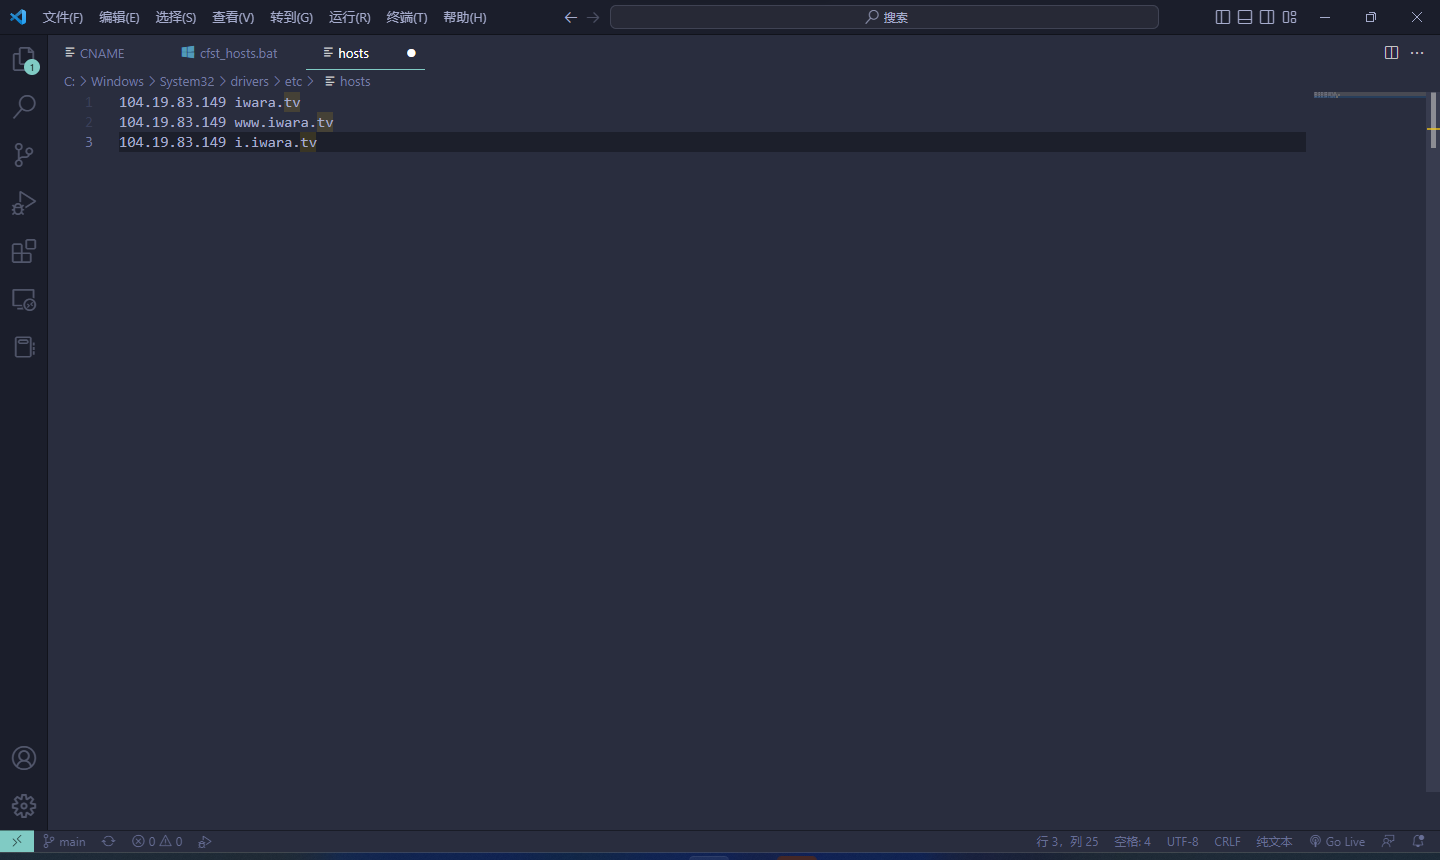 文件(F) 编辑(E) 选择(S) 查看(V) 转到(G) 运行(R) 终端(T) 帮助(H) 搜索
CNAME cfst_hosts.bat hosts
C: Windows System32 drivers etc hosts
1 104.19.83.149 iwara.tv
2 104.19.83.149 www.iwara.tv
3 104.19.83.149 i.iwara.tv
1
main 0 0 行 3，列 25 空格: 4 UTF-8 CRLF 纯文本 Go Live